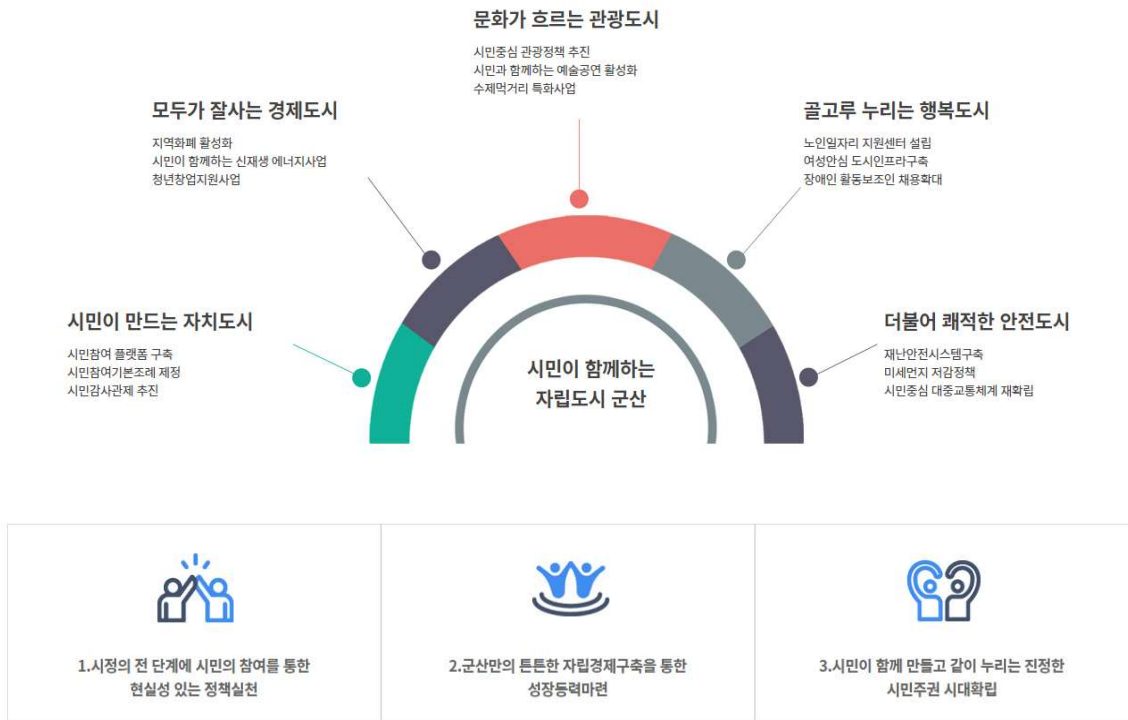 문화가 흐르는 관광도시
시민중심 관광정책 추진
시민과 함께하는 예술공연 활성화
수제먹거리 특화사업
모두가 잘사는 경제도시
지역화폐 활성화
시민이 함께하는 신재생 에너지사업
청년창업지원사업
골고루 누리는 행복도시
노인일자리 지원센터 설립
여성안심 도시인프라구축
장애인 활동보조인 채용확대
시민이 만드는 자치도시
시민참여 플랫폼 구축
시민참여기본조례 제정
시민감사관제 추진
더불어 쾌적한 안전도시
재난안전시스템구축
미세먼지 저감정책
시민중심 대중교통체계 재확립
시민이 함께하는
자립도시 군산
1.시정의 전 단계에 시민의 참여를 통한
현실성 있는 정책실천
2.군산만의 튼튼한 자립경제구축을 통한
성장동력마련
3.시민이 함께 만들고 같이 누리는 진정한
시민주권 시대확립